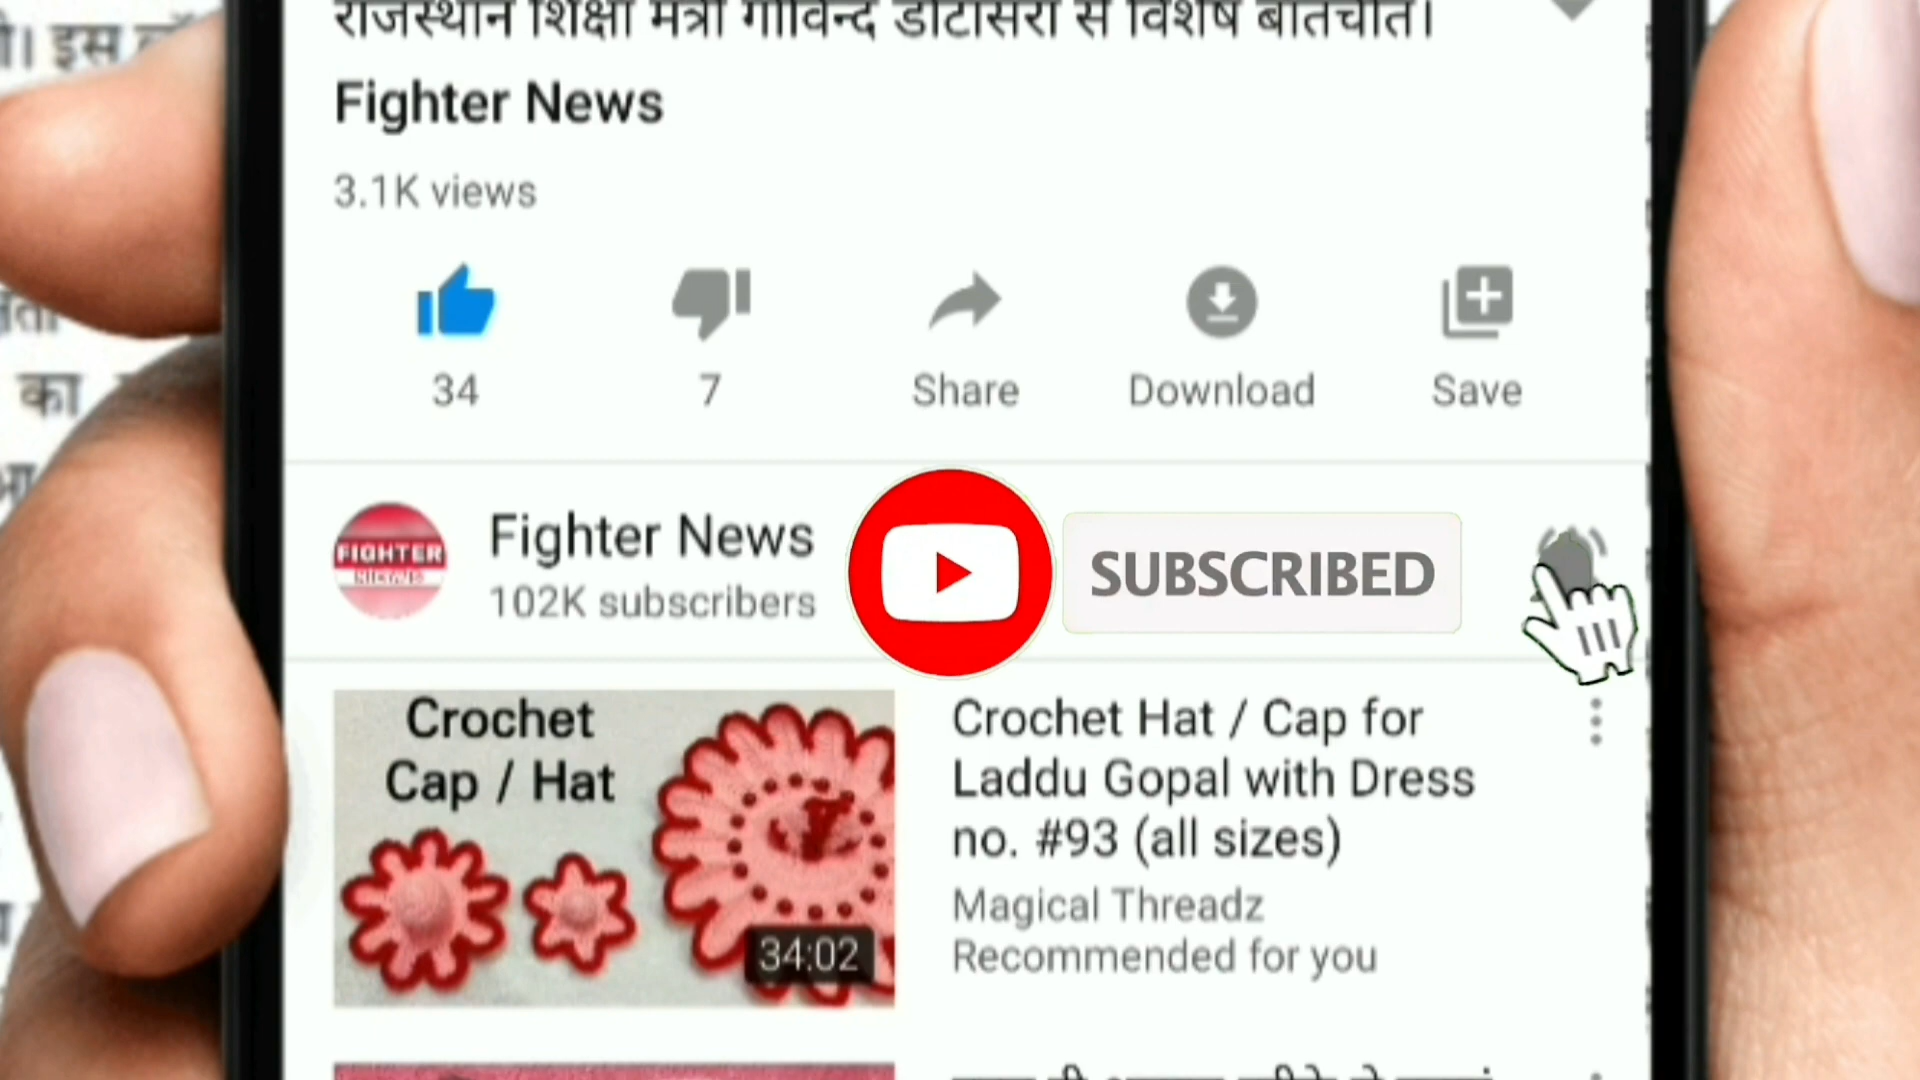 राजस्थान शिक्षा मंत्री गोविन्द डोटासरा से विशेष बातचीत।
Fighter News
3.1K views
34
7
Share
Download
Save
Fighter News
102K subscribers
SUBSCRIBED
FIGHTER
Crochet
Cap / Hat
34:02
Crochet Hat / Cap for
Laddu Gopal with Dress
no. #93 (all sizes)
Magical Threadz
Recommended for you
इस
का